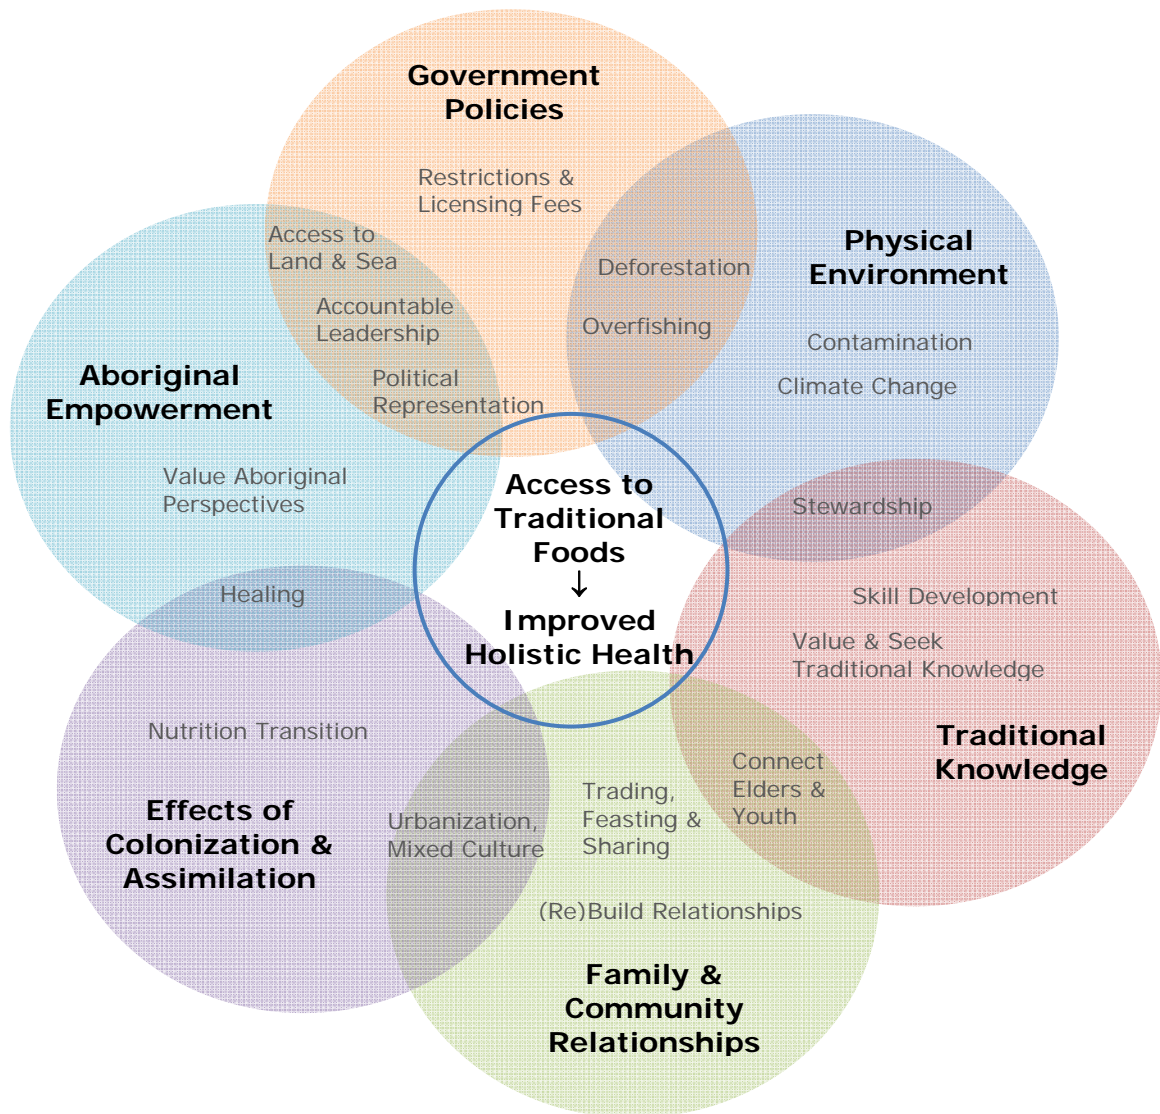 Government
Policies
Restrictions &
Licensing Fees
Access to
Land & Sea
Accountable
Leadership
Political
Representation
Deforestation
Overfishing
Physical
Environment
Contamination
Climate Change
Aboriginal
Empowerment
Value Aboriginal
Perspectives
Access to
Traditional
Foods
↓
Improved
Holistic Health
Stewardship
Skill Development
Value & Seek
Traditional Knowledge
Traditional
Knowledge
Healing
Nutrition Transition
Effects of
Colonization &
Assimilation
Urbanization,
Mixed Culture
Trading,
Feasting &
Sharing
Connect
Elders &
Youth
(Re)Build Relationships
Family &
Community
Relationships